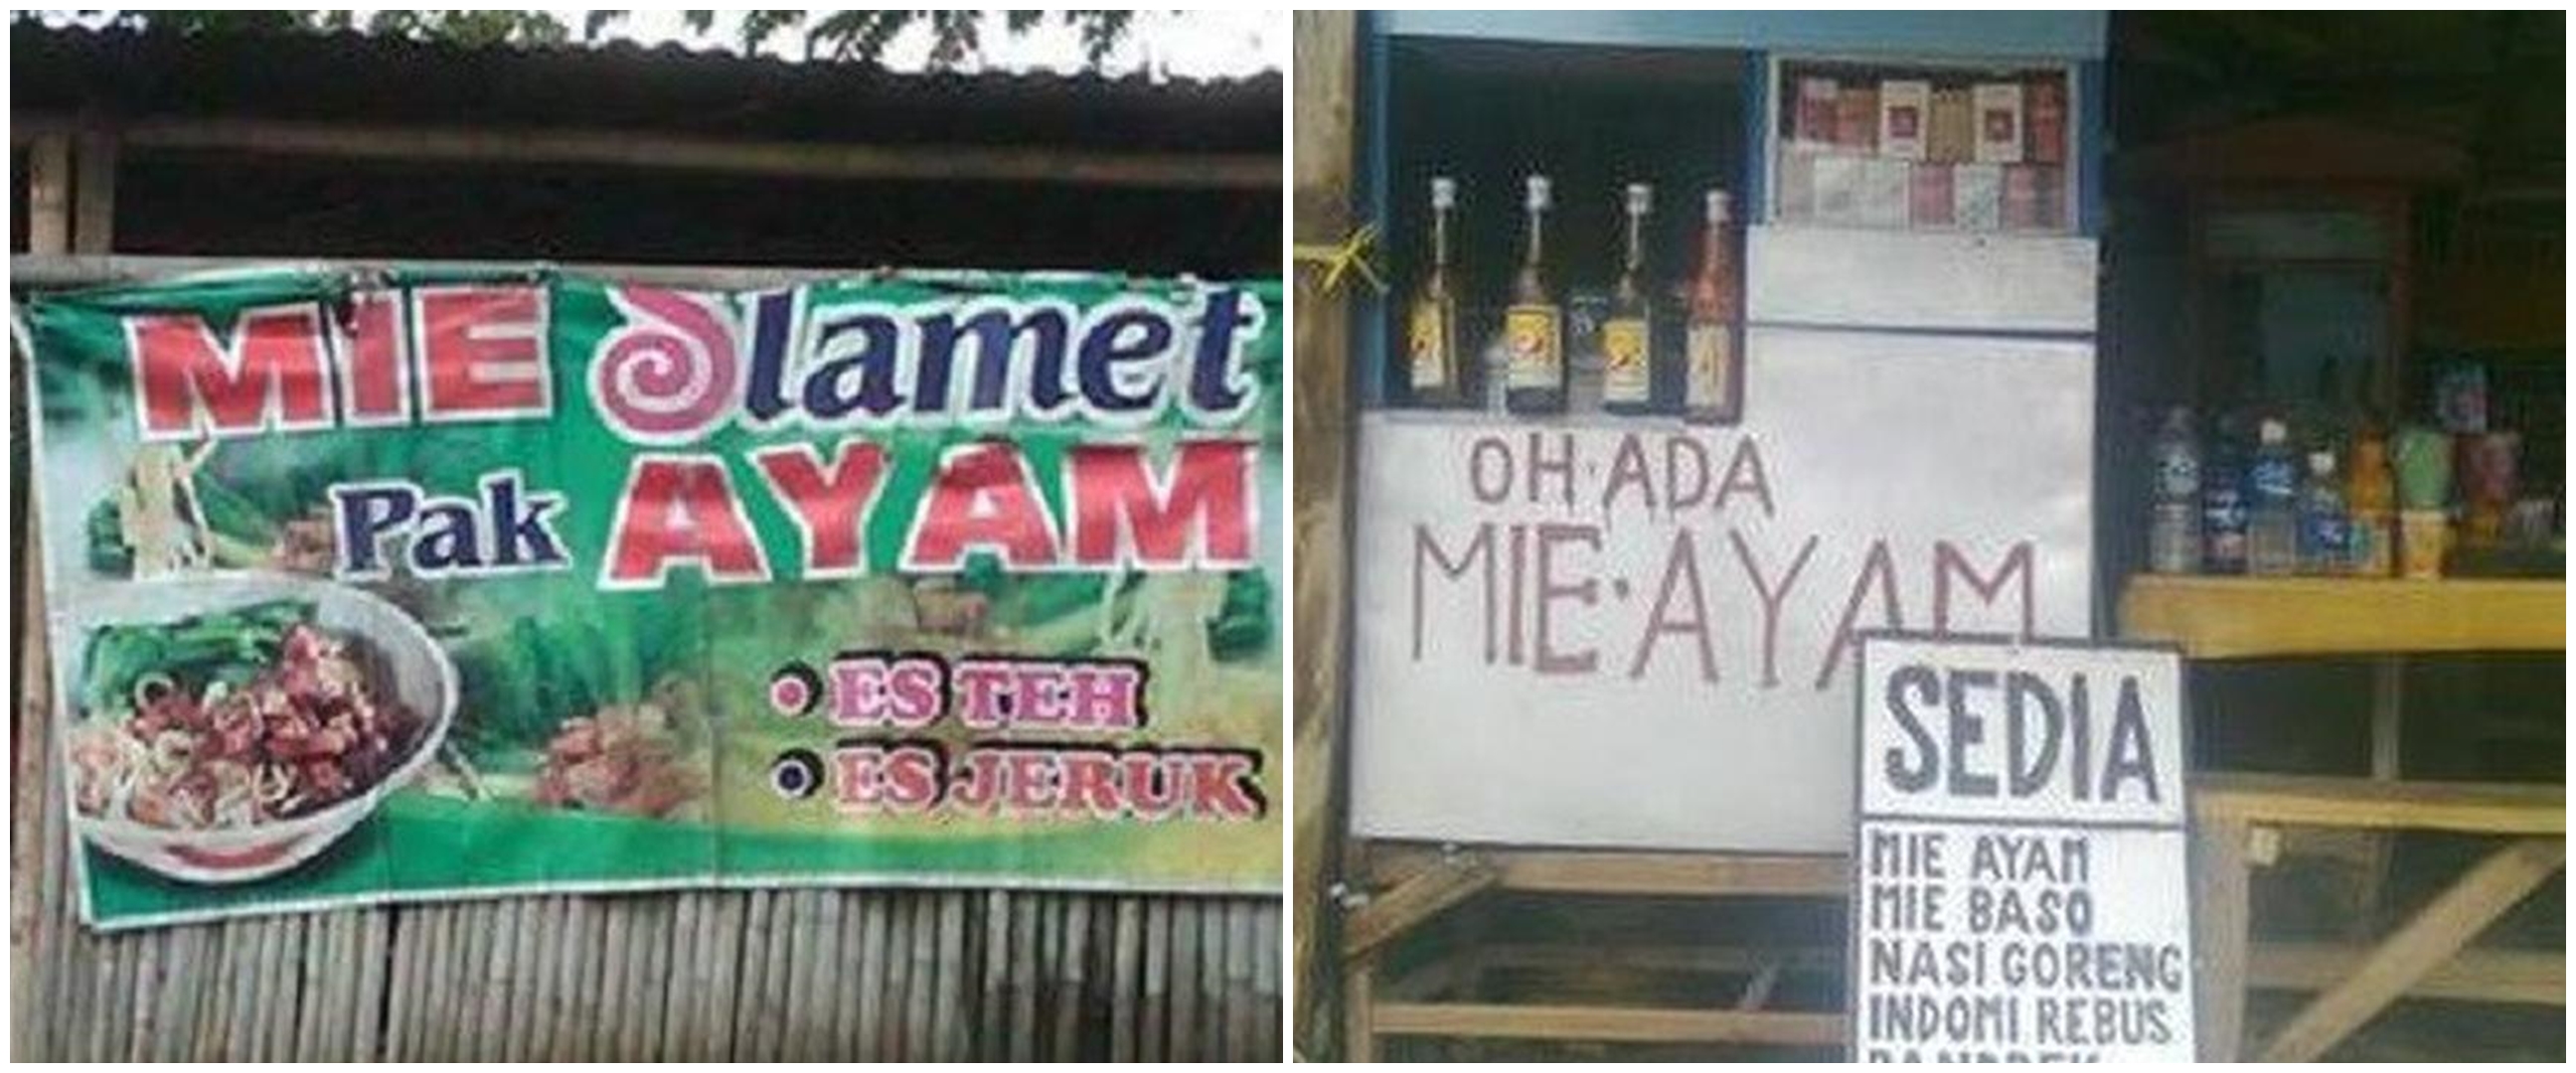 MIE Slamet
Pak AYAM
• ES TEH
• ES JERUK
OH·ADA
MIE·AYAM
SEDIA
MIE AYAM
MIE BASO
NASI GORENG
INDOMI REBUS